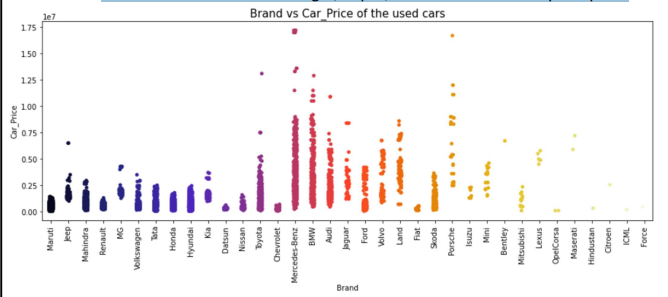 Brand vs Car_Price of the used cars
1e7
Car_Price
1.75
1.50
1.25
1.00
0.75
0.50
0.25
0.00
Maruti
Jeep
Mahindra
Renault
MG
Volkswagen
Tata
Honda
Hyundai
Kia
Datsun
Nissan
Toyota
Chevrolet
Mercedes-Benz
BMW
Audi
Jaguar
Ford
Volvo
Land
Fiat
Skoda
Porsche
Isuzu
Mini
Bentley
Mitsubishi
Lexus
OpelCorsa
Maserati
Hindustan
Citroen
ICML
Force
Brand